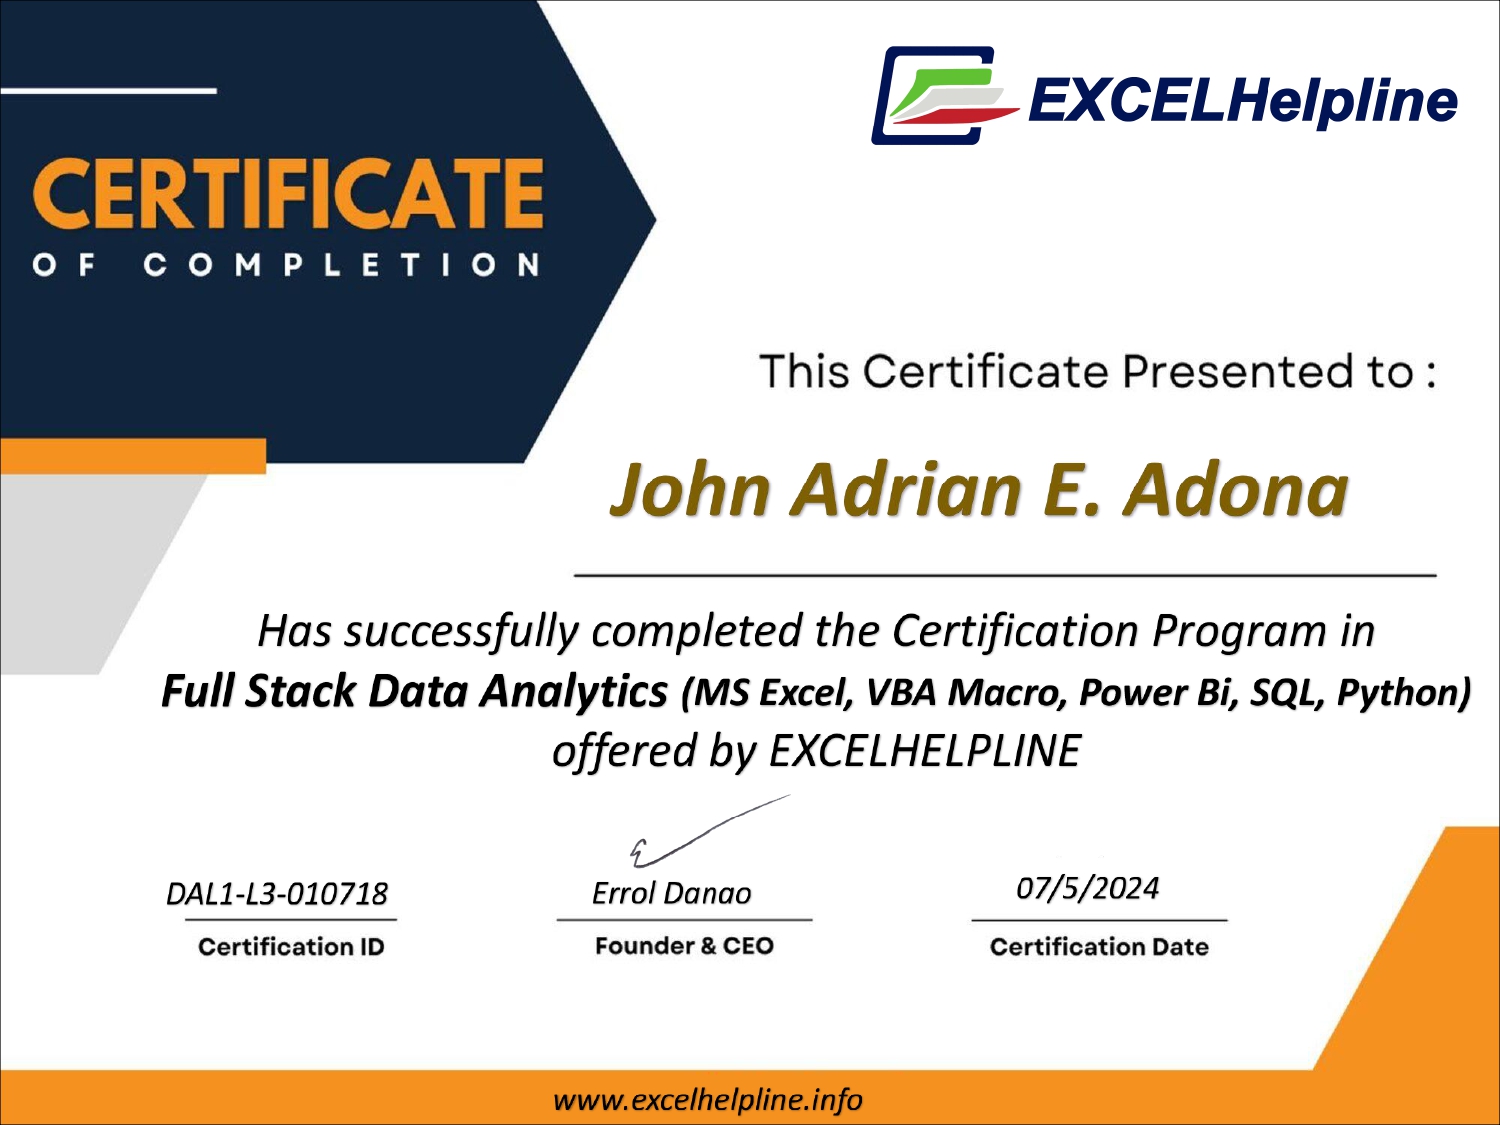 EXCELHelpline
CERTIFICATE
OF COMPLETION
This Certificate Presented to :
John Adrian E. Adona
Has successfully completed the Certification Program in
Full Stack Data Analytics (MS Excel, VBA Macro, Power Bi, SQL, Python)
offered by EXCELHELPLINE
DAL1-L3-010718
Certification ID
Errol Danao
Founder & CEO
07/5/2024
Certification Date
www.excelhelpline.info